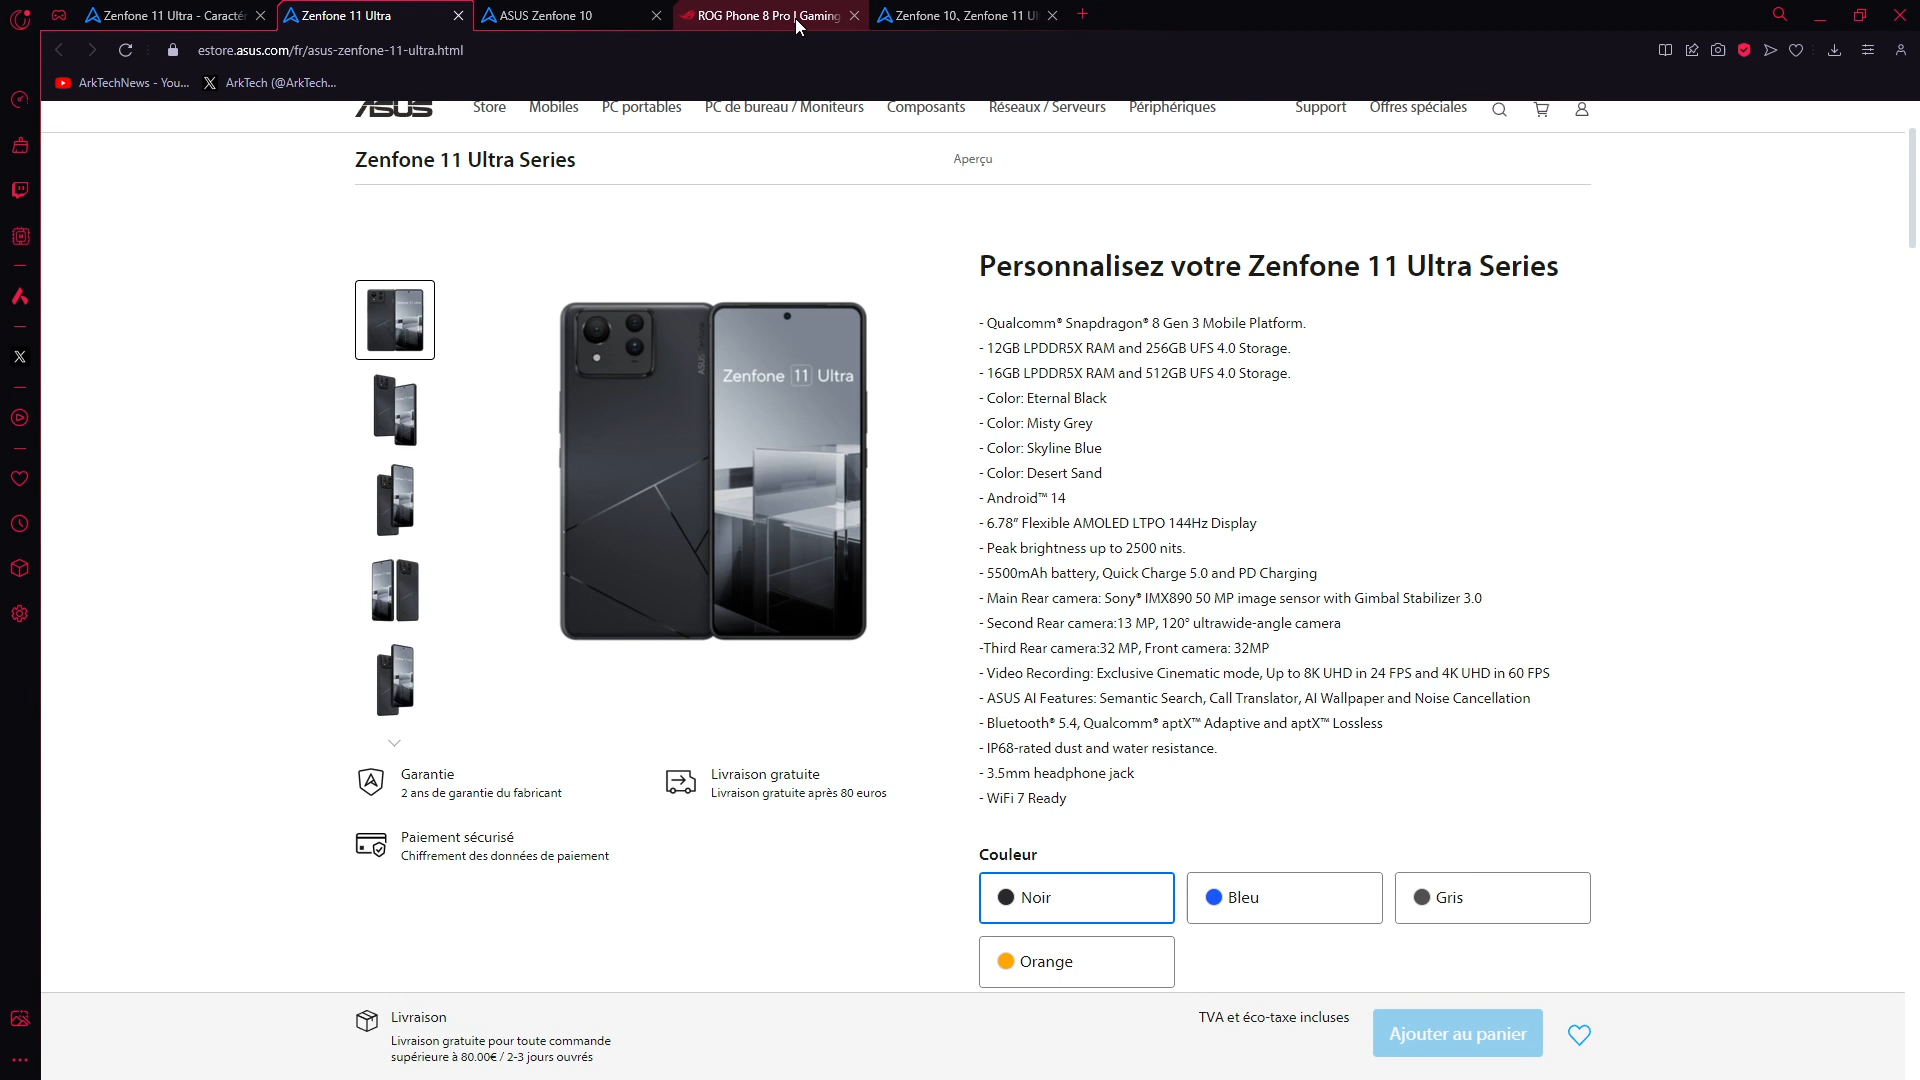 Zenfone 11 Ultra - Caractér
Zenfone 11 Ultra
ASUS Zenfone 10
ROG Phone 8 Pro | Gaming
Zenfone 10、Zenfone 11 Ul
estore.asus.com/fr/asus-zenfone-11-ultra.html
ArkTechNews - You...
ArkTech (@ArkTech...
ASUS
Store
Mobiles
PC portables
PC de bureau / Moniteurs
Composants
Réseaux / Serveurs
Périphériques
Support
Offres spéciales
Zenfone 11 Ultra Series
Aperçu
Personnalisez votre Zenfone 11 Ultra Series
- Qualcomm® Snapdragon® 8 Gen 3 Mobile Platform.
- 12GB LPDDR5X RAM and 256GB UFS 4.0 Storage.
- 16GB LPDDR5X RAM and 512GB UFS 4.0 Storage.
- Color: Eternal Black
- Color: Misty Grey
- Color: Skyline Blue
- Color: Desert Sand
- Android™ 14
- 6.78" Flexible AMOLED LTPO 144Hz Display
- Peak brightness up to 2500 nits.
- 5500mAh battery, Quick Charge 5.0 and PD Charging
- Main Rear camera: Sony® IMX890 50 MP image sensor with Gimbal Stabilizer 3.0
- Second Rear camera:13 MP, 120° ultrawide-angle camera
-Third Rear camera:32 MP, Front camera: 32MP
- Video Recording: Exclusive Cinematic mode, Up to 8K UHD in 24 FPS and 4K UHD in 60 FPS
- ASUS AI Features: Semantic Search, Call Translator, AI Wallpaper and Noise Cancellation
- Bluetooth® 5.4, Qualcomm® aptX™ Adaptive and aptX™ Lossless
- IP68-rated dust and water resistance.
- 3.5mm headphone jack
- WiFi 7 Ready
Zenfone 11 Ultra
Garantie
2 ans de garantie du fabricant
Livraison gratuite
Livraison gratuite après 80 euros
Paiement sécurisé
Chiffrement des données de paiement
Couleur
Noir
Bleu
Gris
Orange
Livraison
Livraison gratuite pour toute commande
supérieure à 80.00€ / 2-3 jours ouvrés
TVA et éco-taxe incluses
Ajouter au panier